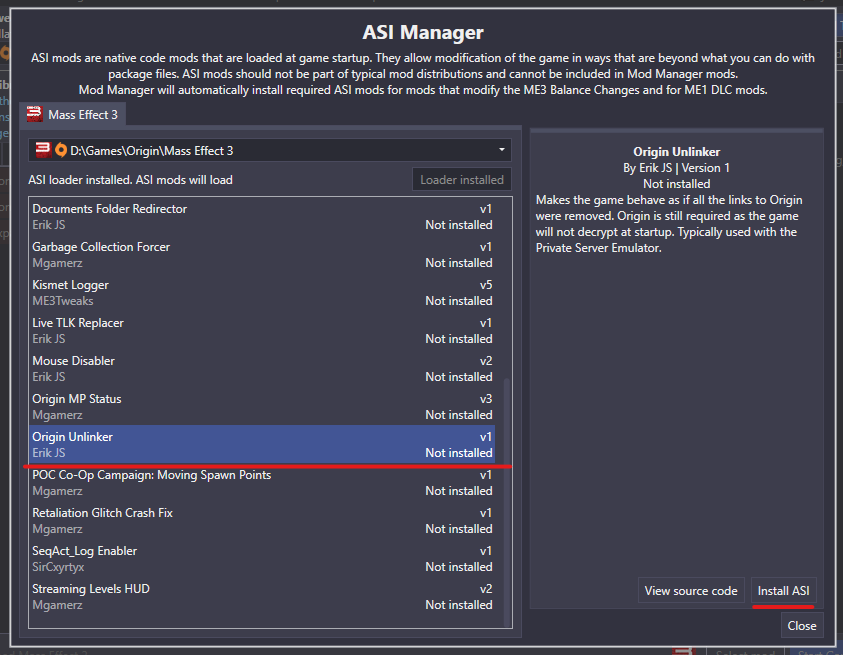 ASI Manager
ASI mods are native code mods that are loaded at game startup. They allow modification of the game in ways that are beyond what you can do with
package files. ASI mods should not be part of typical mod distributions and cannot be included in Mod Manager mods.
Mod Manager will automatically install required ASI mods for mods that modify the ME3 Balance Changes and for ME1 DLC mods.
Mass Effect 3
D:\Games\Origin\Mass Effect 3
ASI loader installed. ASI mods will load
Loader installed
Documents Folder Redirector v1
Erik JS Not installed
Garbage Collection Forcer v1
Mgamerz Not installed
Kismet Logger v5
ME3Tweaks Not installed
Live TLK Replacer v1
Erik JS Not installed
Mouse Disabler v2
Erik JS Not installed
Origin MP Status v3
Mgamerz Not installed
Origin Unlinker v1
Erik JS Not installed
POC Co-Op Campaign: Moving Spawn Points v1
Mgamerz Not installed
Retaliation Glitch Crash Fix v1
Mgamerz Not installed
SeqAct_Log Enabler v1
SirCxyrtyx Not installed
Streaming Levels HUD v2
Mgamerz Not installed
Origin Unlinker
By Erik JS | Version 1
Not installed
Makes the game behave as if all the links to Origin
were removed. Origin is still required as the game
will not decrypt at startup. Typically used with the
Private Server Emulator.
View source code
Install ASI
Close